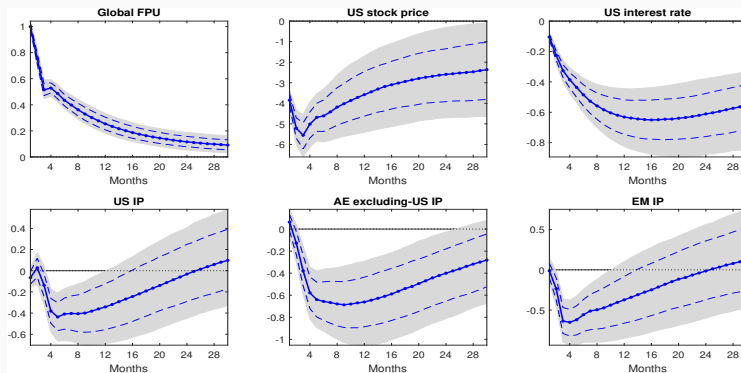 Global FPU
US stock price
US interest rate
1
0.8
0.6
0.4
0.2
0
0
-1
-2
-3
-4
-5
-6
0
-0.2
-0.4
-0.6
-0.8
4 8 12 16 20 24 28
4 8 12 16 20 24 28
4 8 12 16 20 24 28
Months
Months
Months
US IP
AE excluding-US IP
EM IP
0.4
0.2
0
-0.2
-0.4
-0.6
0
-0.2
-0.4
-0.6
-0.8
-1
0.5
0
-0.5
4 8 12 16 20 24 28
4 8 12 16 20 24 28
4 8 12 16 20 24 28
Months
Months
Months